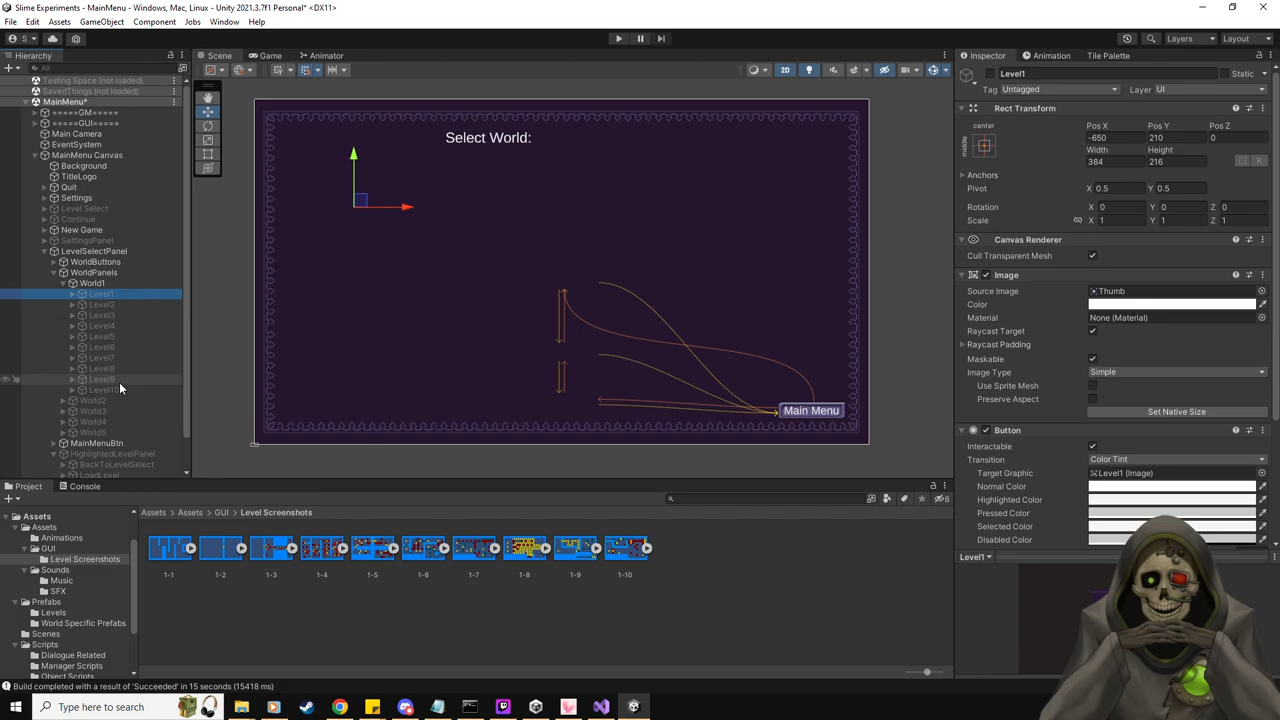 Slime Experiments - MainMenu - Windows, Mac, Linux - Unity 2021.3.7f1 Personal* <DX11>
File Edit Assets GameObject Component Jobs Window Help
S
Layers Layout
Hierarchy
All
Testing Space (not loaded)
SavedThings (not loaded)
MainMenu*
=====GM=====
=====GUI=====
Main Camera
EventSystem
MainMenu Canvas
Background
TitleLogo
Quit
Settings
Level Select
Continue
New Game
SettingsPanel
LevelSelectPanel
WorldButtons
WorldPanels
World1
Level1
Level2
Level3
Level4
Level5
Level6
Level7
Level8
Level9
Level10
World2
World3
World4
World5
MainMenuBtn
HighlightedLevelPanel
BackToLevelSelect
LoadLevel
Scene Game Animator
2D
Select World:
Main Menu
Inspector Animation Tile Palette
Level1 Static
Tag Untagged Layer UI
Rect Transform
center Pos X Pos Y Pos Z
middle -650 210 0
Width Height
384 216
R
Anchors
Pivot X 0.5 Y 0.5
Rotation X 0 Y 0 Z 0
Scale X 1 Y 1 Z 1
Canvas Renderer
Cull Transparent Mesh
Image
Source Image Thumb
Color
Material None (Material)
Raycast Target
Raycast Padding
Maskable
Image Type Simple
Use Sprite Mesh
Preserve Aspect
Set Native Size
Button
Interactable
Transition Color Tint
Target Graphic Level1 (Image)
Normal Color
Highlighted Color
Pressed Color
Selected Color
Disabled Color
Level1
Project Console
8
Assets
Assets
Animations
GUI
Level Screenshots
Sounds
Music
SFX
Prefabs
Levels
World Specific Prefabs
Scenes
Scripts
Dialogue Related
Manager Scripts
Object Scripts
Assets > Assets > GUI > Level Screenshots
1-1 1-2 1-3 1-4 1-5 1-6 1-7 1-8 1-9 1-10
Build completed with a result of 'Succeeded' in 15 seconds (15418 ms)
Type here to search